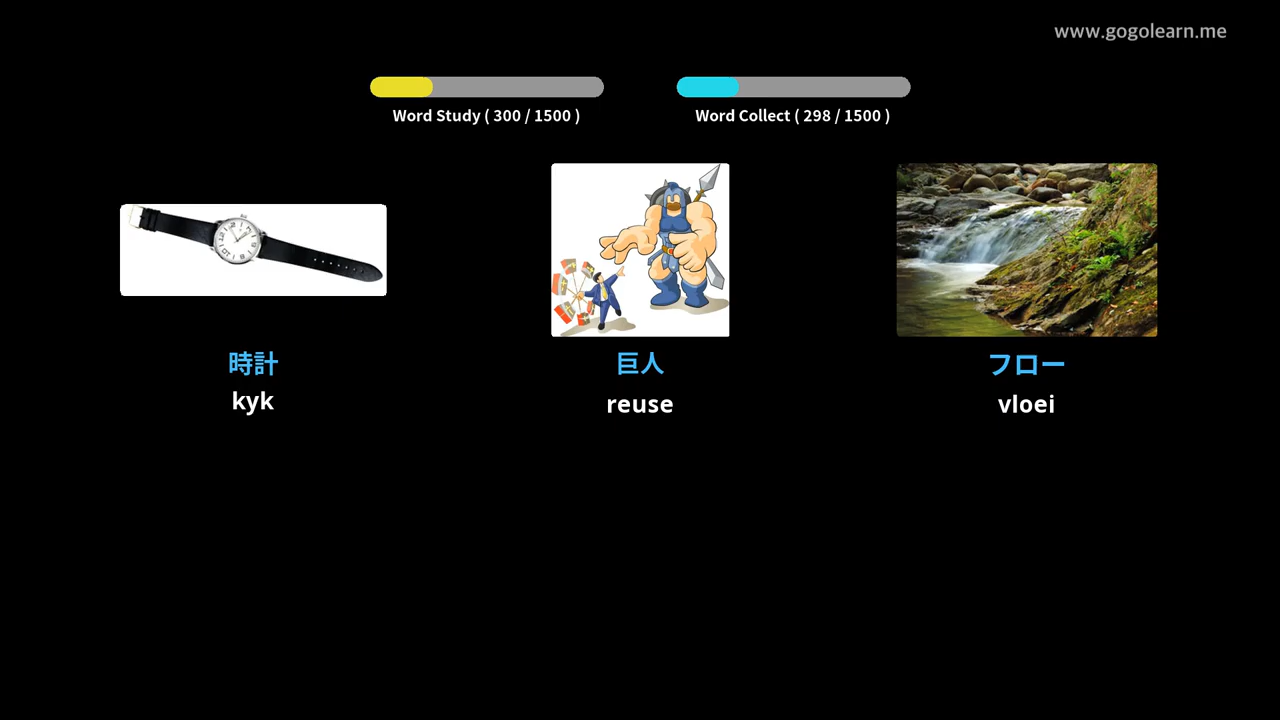 www.gogolearn.me
Word Study ( 300 / 1500 )
Word Collect ( 298 / 1500 )
時計
kyk
巨人
reuse
フロー
vloei